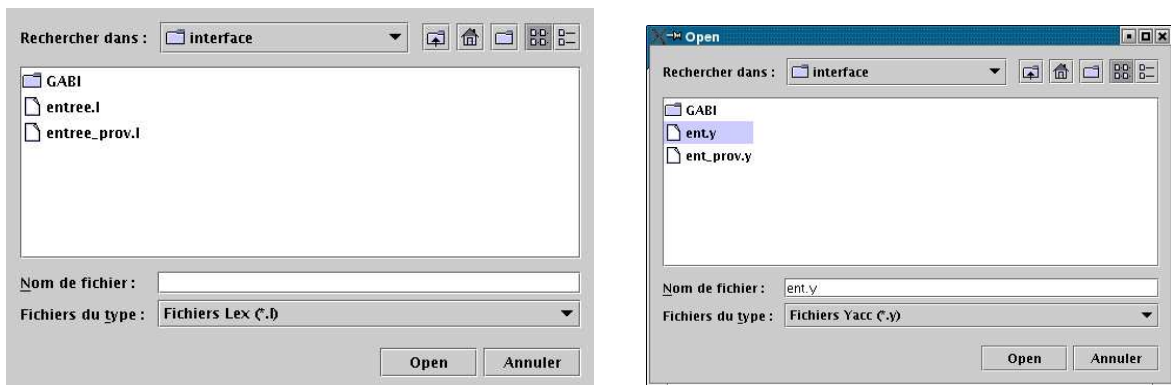 Rechercher dans : interface
GABI
entree.l
entree_prov.l
Nom de fichier :
Fichiers du type : Fichiers Lex (*.l)
Open Annuler
Open
Rechercher dans : interface
GABI
ent.y
ent_prov.y
Nom de fichier : ent.y
Fichiers du type : Fichiers Yacc (*.y)
Open Annuler